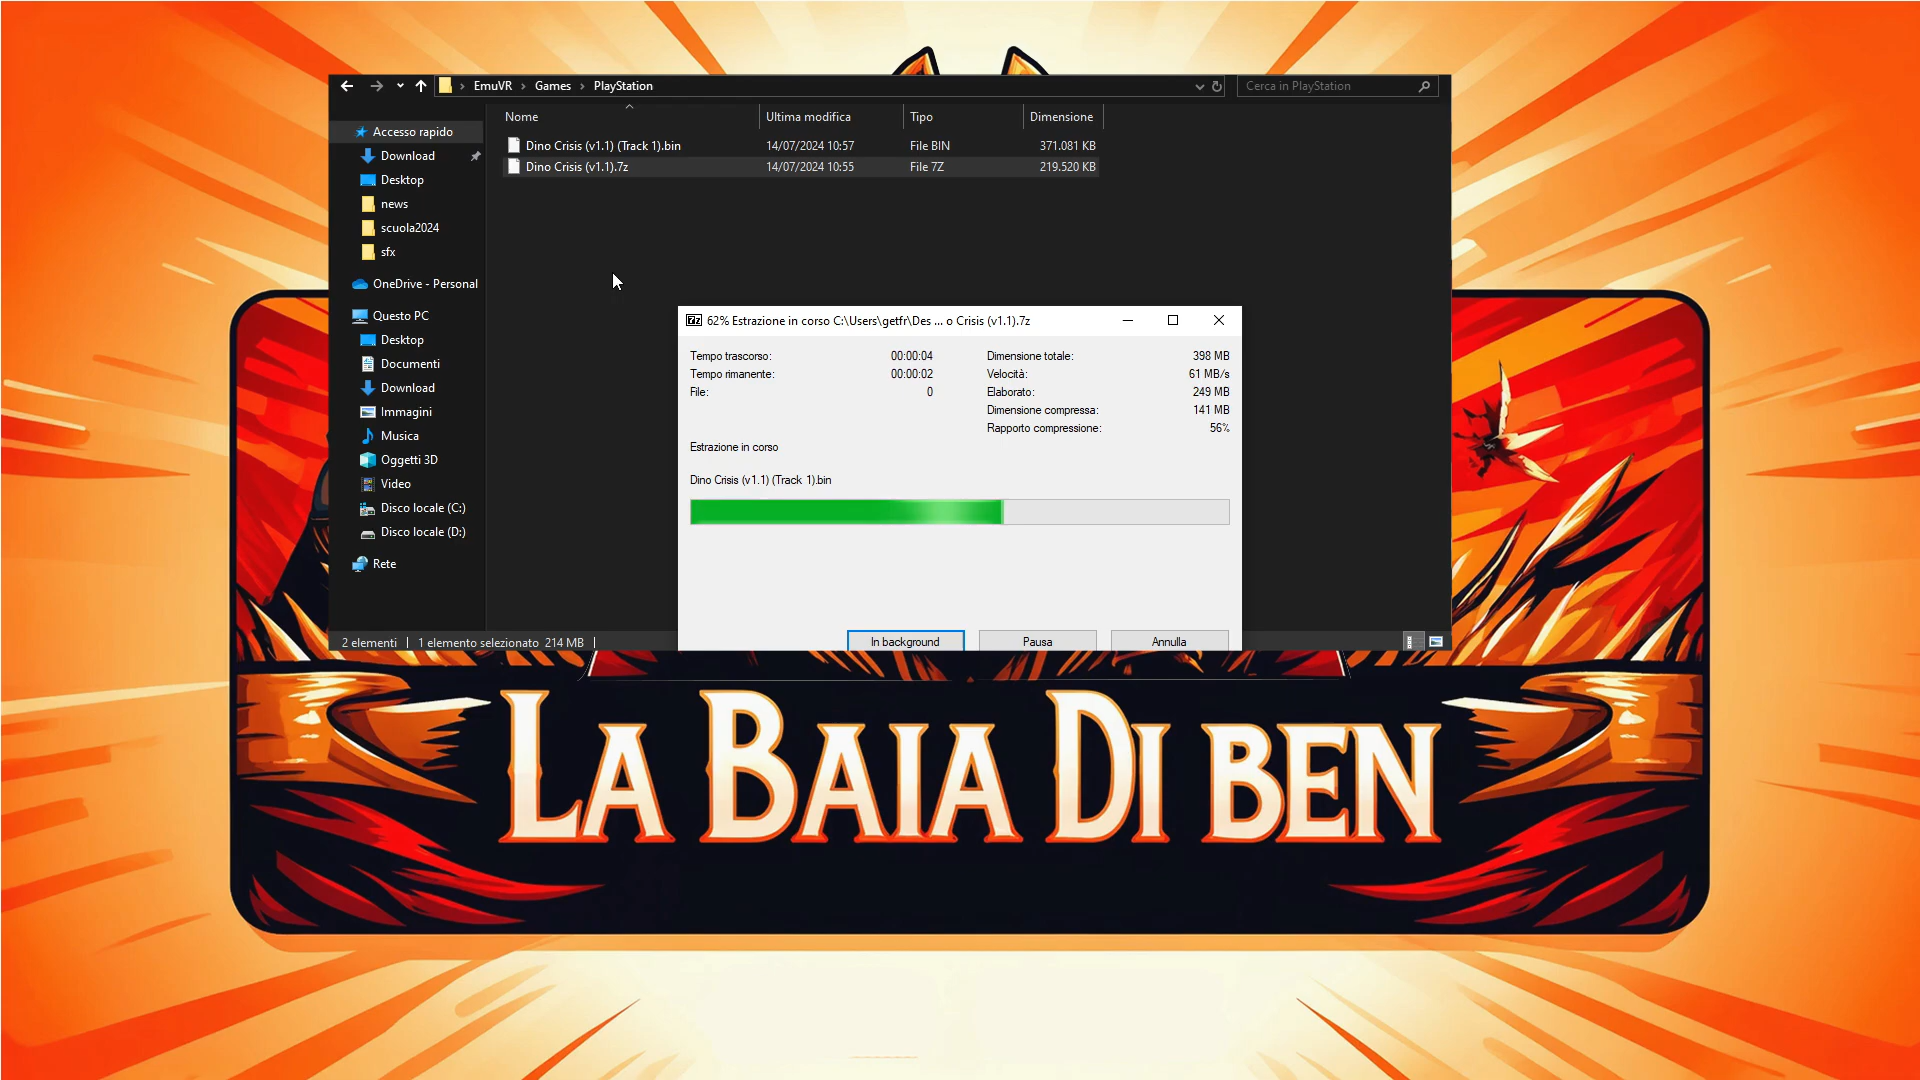 EmuVR > Games > PlayStation
Cerca in PlayStation
Nome Ultima modifica Tipo Dimensione
Dino Crisis (v1.1) (Track 1).bin 14/07/2024 10:57 File BIN 371.081 KB
Dino Crisis (v1.1).7z 14/07/2024 10:55 File 7Z 219.520 KB
Accesso rapido
Download
Desktop
news
scuola2024
sfx
OneDrive - Personal
Questo PC
Desktop
Documenti
Download
Immagini
Musica
Oggetti 3D
Video
Disco locale (C:)
Disco locale (D:)
Rete
2 elementi | 1 elemento selezionato 214 MB |
7z 62% Estrazione in corso C:\Users\getfr\Des ... o Crisis (v1.1).7z
Tempo trascorso: 00:00:04
Tempo rimanente: 00:00:02
File: 0
Dimensione totale: 398 MB
Velocità: 61 MB/s
Elaborato: 249 MB
Dimensione compressa: 141 MB
Rapporto compressione: 56%
Estrazione in corso
Dino Crisis (v1.1) (Track 1).bin
In background Pausa Annulla
LA BAIA DI BEN